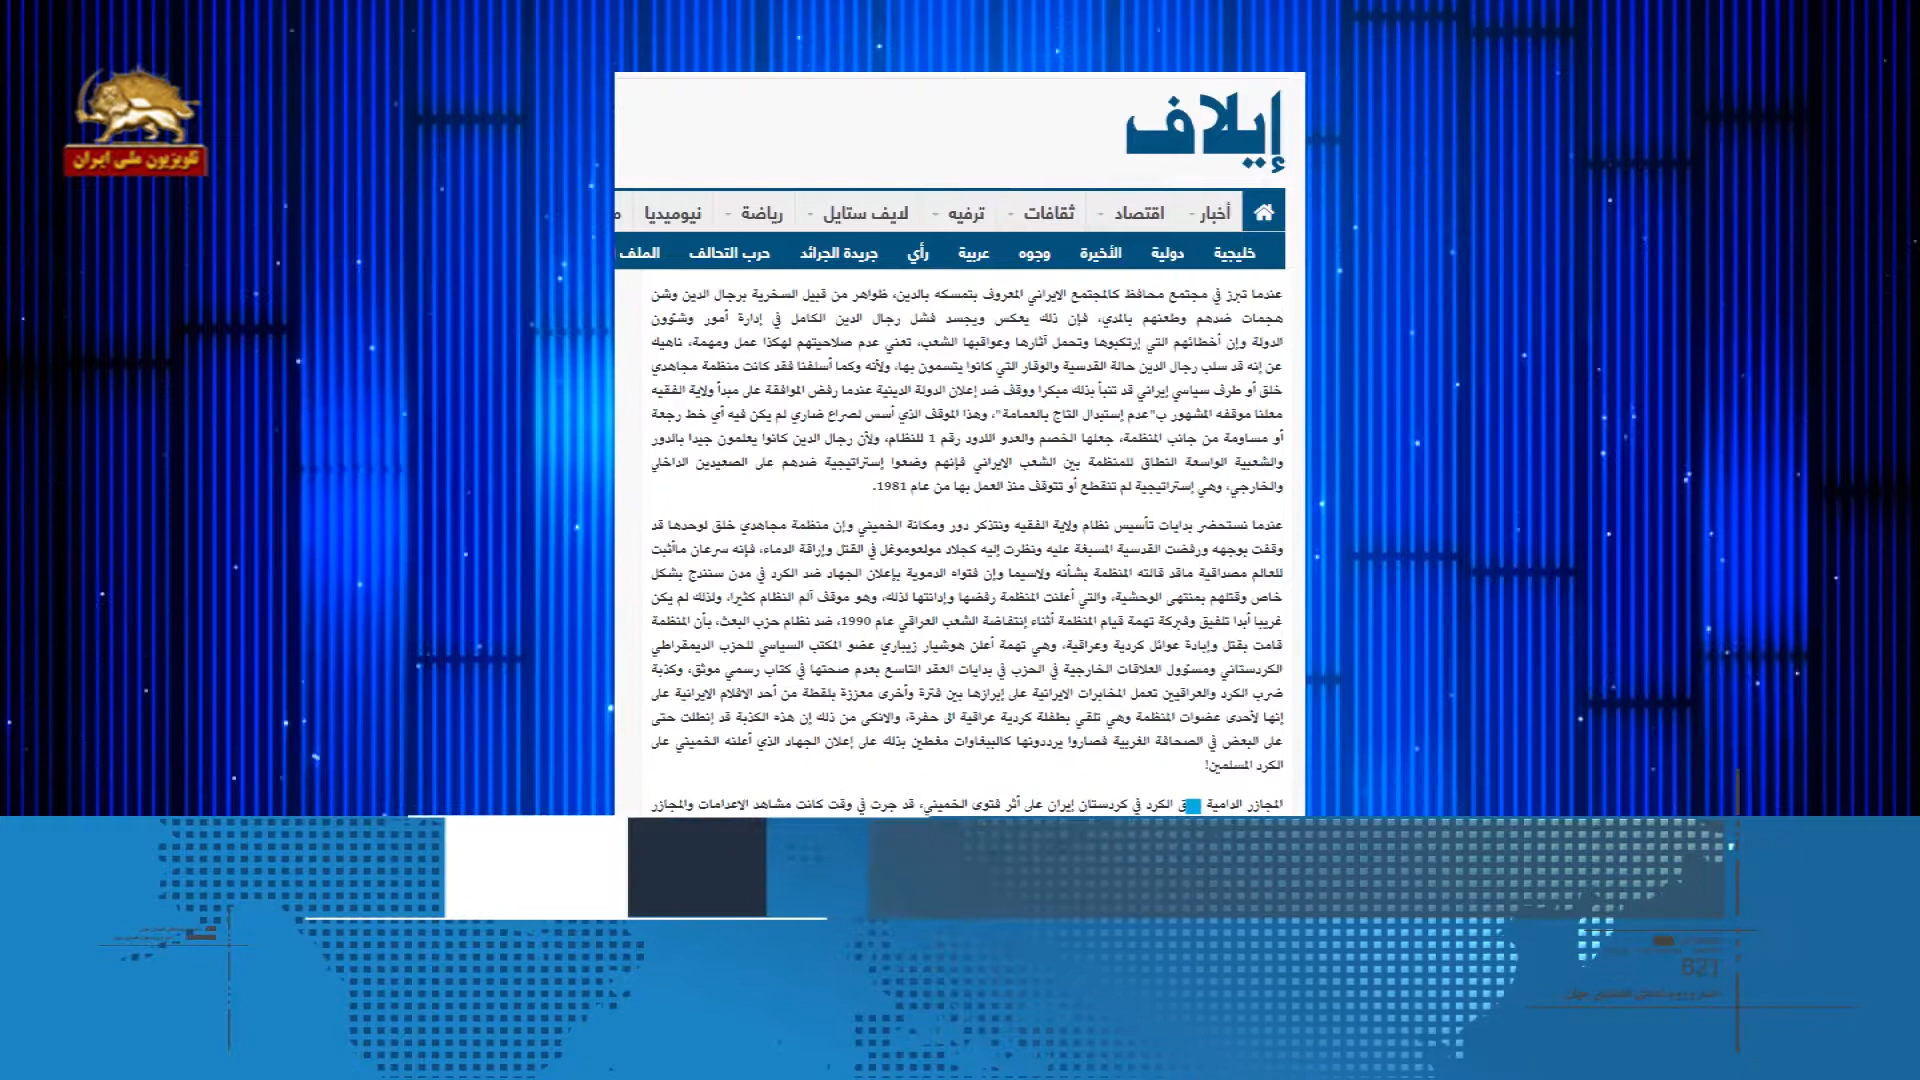 تلویزیون ملی ایران
إيلاف
أخبار اقتصاد ثقافات ترفيه لايف ستايل رياضة نيوميديا
خليجية دولية الأخيرة وجوه عربية رأي جريدة الجرائد حرب التحالف الملف
عندما تبرز في مجتمع محافظ كالمجتمع الايراني المعروف بتمسكه بالدين، ظواهر من قبيل السخرية برجال الدين وشن
هجمات ضدهم وطعنهم بالمدي، فإن ذلك يعكس ويجسد فشل رجال الدين الكامل في إدارة أمور وشٶون
الدولة وإن أخطائهم التي إرتكبوها وتحمل آثارها وعواقبها الشعب، تعني عدم صلاحيتهم لهكذا عمل ومهمة، ناهيك
عن إنه قد سلب رجال الدين حالة القدسية والوقار التي كانوا يتسمون بها، ولأنه وكما أسلفنا فقد كانت منظمة مجاهدي
خلق أو طرف سياسي إيراني قد تنبأ بذلك مبكرا ووقف ضد إعلان الدولة الدينية عندما رفض الموافقة على مبدأ ولاية الفقيه
معلنا موقفه المشهور ب"عدم إستبدال التاج بالعمامة"، وهذا الموقف الذي أسس لصراع ضاري لم يكن فيه أي خط رجعة
أو مساومة من جانب المنظمة، جعلها الخصم والعدو اللدود رقم 1 للنظام، ولأن رجال الدين كانوا يعلمون جيدا بالدور
والشعبية الواسعة النطاق للمنظمة بين الشعب الايراني فإنهم وضعوا إستراتيجية ضدهم على الصعيدين الداخلي
والخارجي، وهي إستراتيجية لم تنقطع أو تتوقف منذ العمل بها من عام 1981.
عندما نستحضر بدايات تأسيس نظام ولاية الفقيه ونتذكر دور ومكانة الخميني وإن منظمة مجاهدي خلق لوحدها قد
وقفت بوجهه ورفضت القدسية المسبغة عليه ونظرت إليه كجلاد مولعوموغل في القتل وإراقة الدماء، فإنه سرعان ماأثبت
للعالم مصداقية ماقد قالته المنظمة بشأنه ولاسيما وإن فتواه الدموية بإعلان الجهاد ضد الكرد في مدن سنندج بشكل
خاص وقتلهم بمنتهى الوحشية، والتي أعلنت المنظمة رفضها وإدانتها لذلك، وهو موقف آلم النظام كثيرا، ولذلك لم يكن
غريبا أبدا تلفيق وفبركة تهمة قيام المنظمة أثناء إنتفاضة الشعب العراقي عام 1990، ضد نظام حزب البعث، بأن المنظمة
قامت بقتل وإبادة عوائل كردية وعراقية، وهي تهمة أعلن هوشيار زيباري عضو المكتب السياسي للحزب الديمقراطي
الكردستاني ومسٶول العلاقات الخارجية في الحزب في بدايات العقد التاسع بعدم صحتها في كتاب رسمي موثق، وكذبة
ضرب الكرد والعراقيين تعمل المخابرات الايرانية على إبرازها بين فترة وأخرى معززة بلقطة من أحد الافلام الايرانية على
إنها لأحدى عضوات المنظمة وهي تلقي بطفلة كردية عراقية الى حفرة، والانكى من ذلك إن هذه الكذبة قد إنطلت حتى
على البعض في الصحافة الغربية فصاروا يرددونها كالببغاوات مغطين بذلك على إعلان الجهاد الذي أعلنه الخميني على
الكرد المسلمين!
المجازر الدامية الكرد في كردستان إيران على أثر فتوى الخميني، قد جرت في وقت كانت مشاهد الاعدامات والمجازر